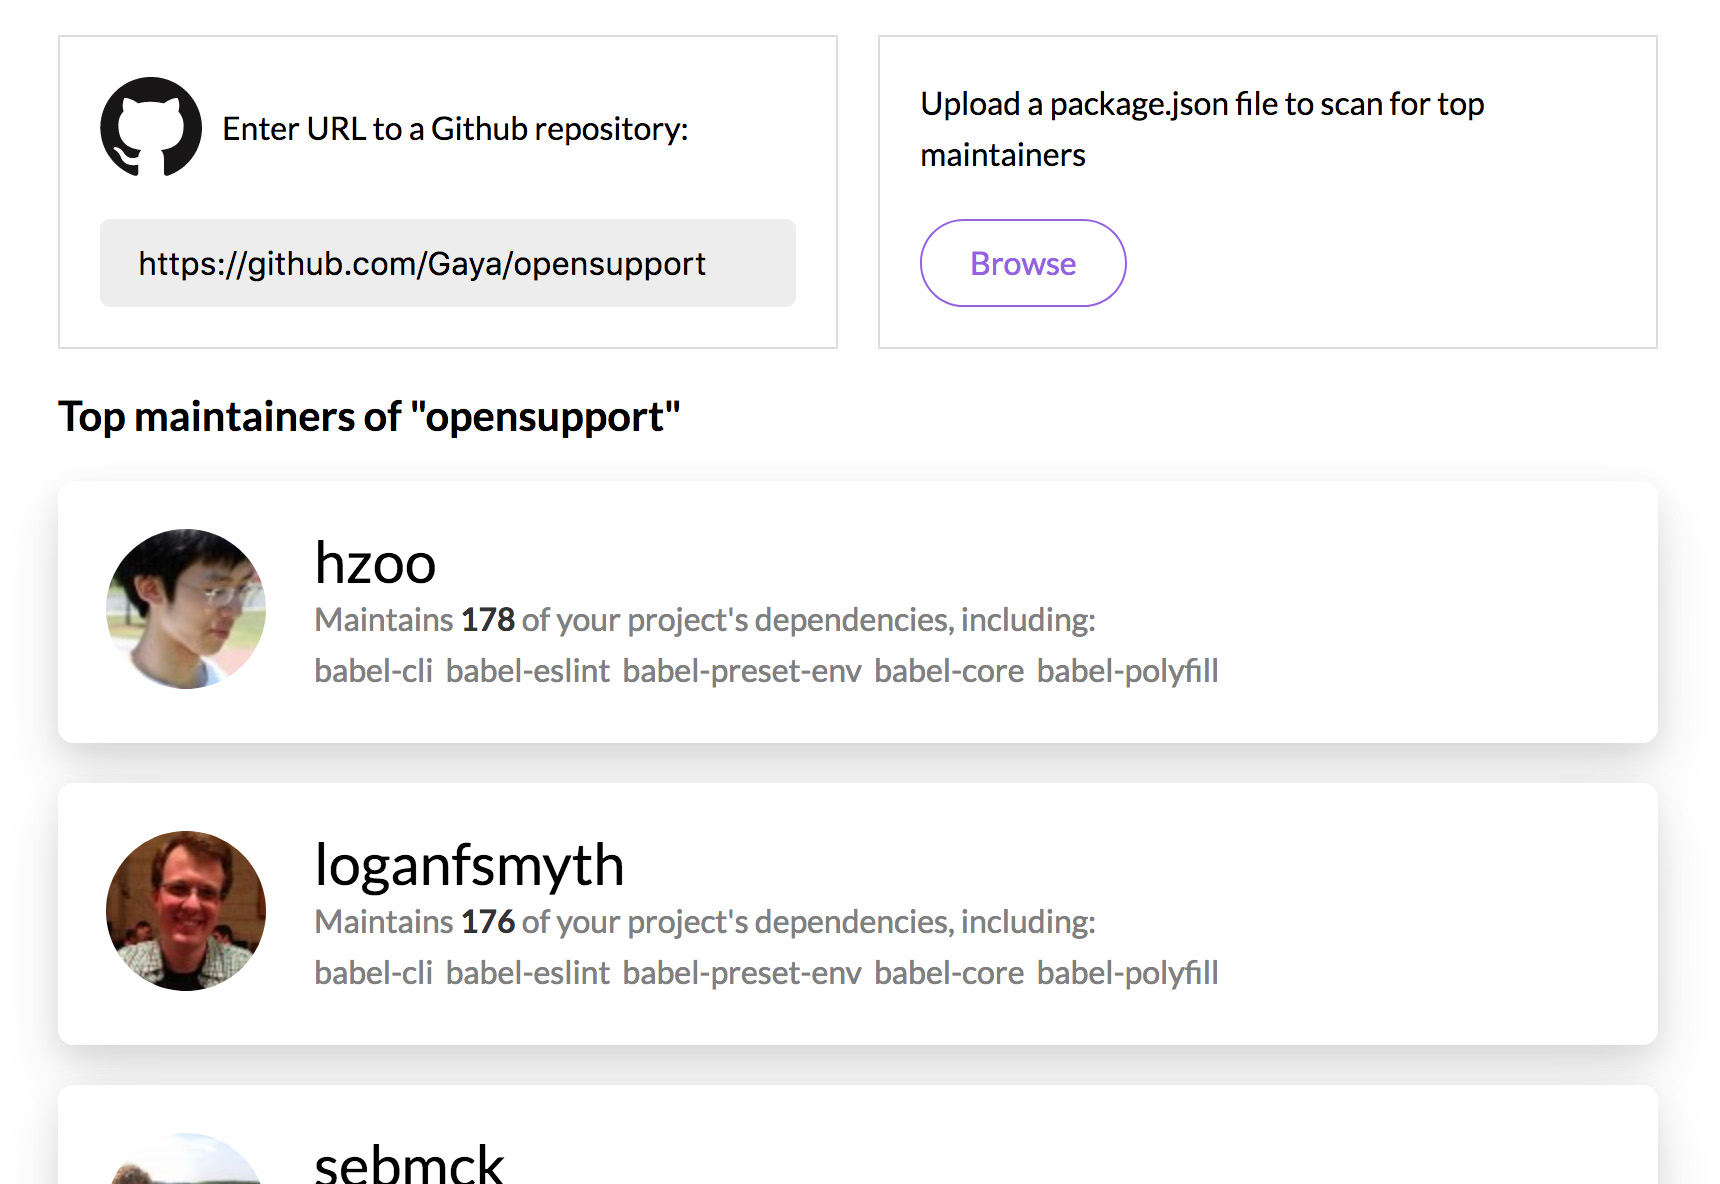 Enter URL to a Github repository:
https://github.com/Gaya/opensupport
Upload a package.json file to scan for top
maintainers
Browse
Top maintainers of "opensupport"
hzoo
Maintains 178 of your project's dependencies, including:
babel-cli babel-eslint babel-preset-env babel-core babel-polyfill
loganfsmyth
Maintains 176 of your project's dependencies, including:
babel-cli babel-eslint babel-preset-env babel-core babel-polyfill
sebmck